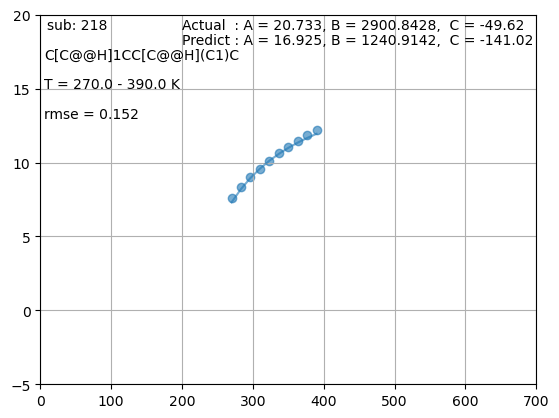 20
15
10
5
0
−5
0 100 200 300 400 500 600 700
sub: 218
Actual : A = 20.733, B = 2900.8428, C = -49.62
Predict : A = 16.925, B = 1240.9142, C = -141.02
C[C@@H]1CC[C@@H](C1)C
T = 270.0 - 390.0 K
rmse = 0.152